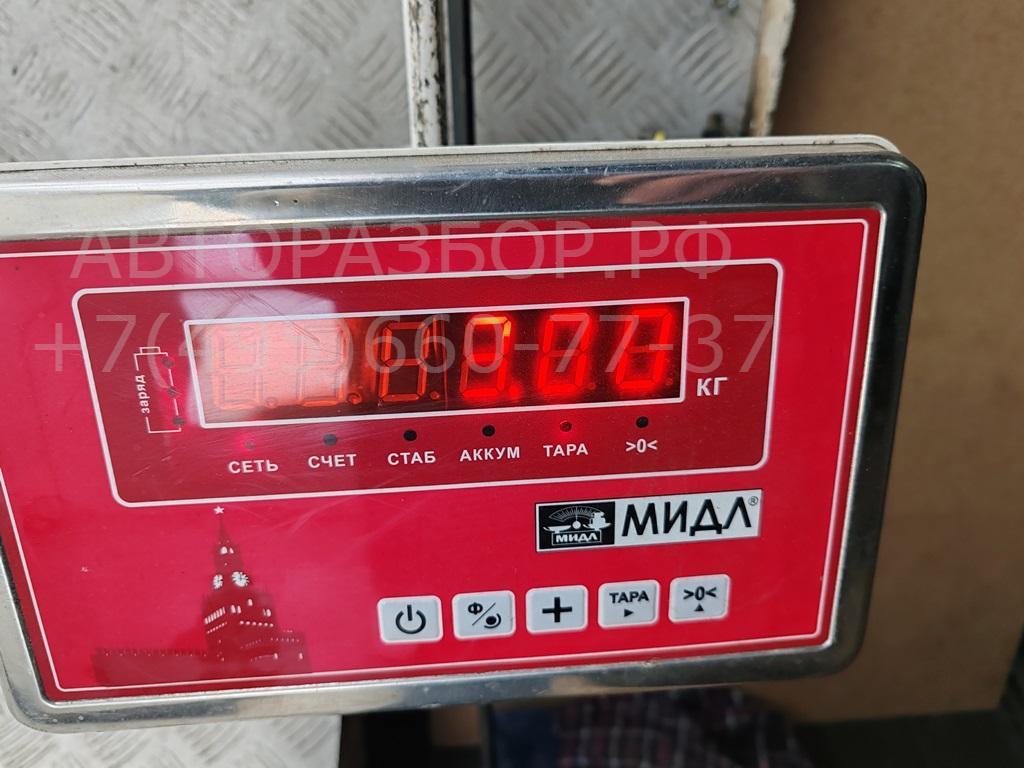 АВТОРАЗБОР.РФ
заряд
КГ
СЕТЬ СЧЕТ СТАБ АККУМ ТАРА >0<
МИДЛ
МИДЛ®
Ф
+
ТАРА
>0<